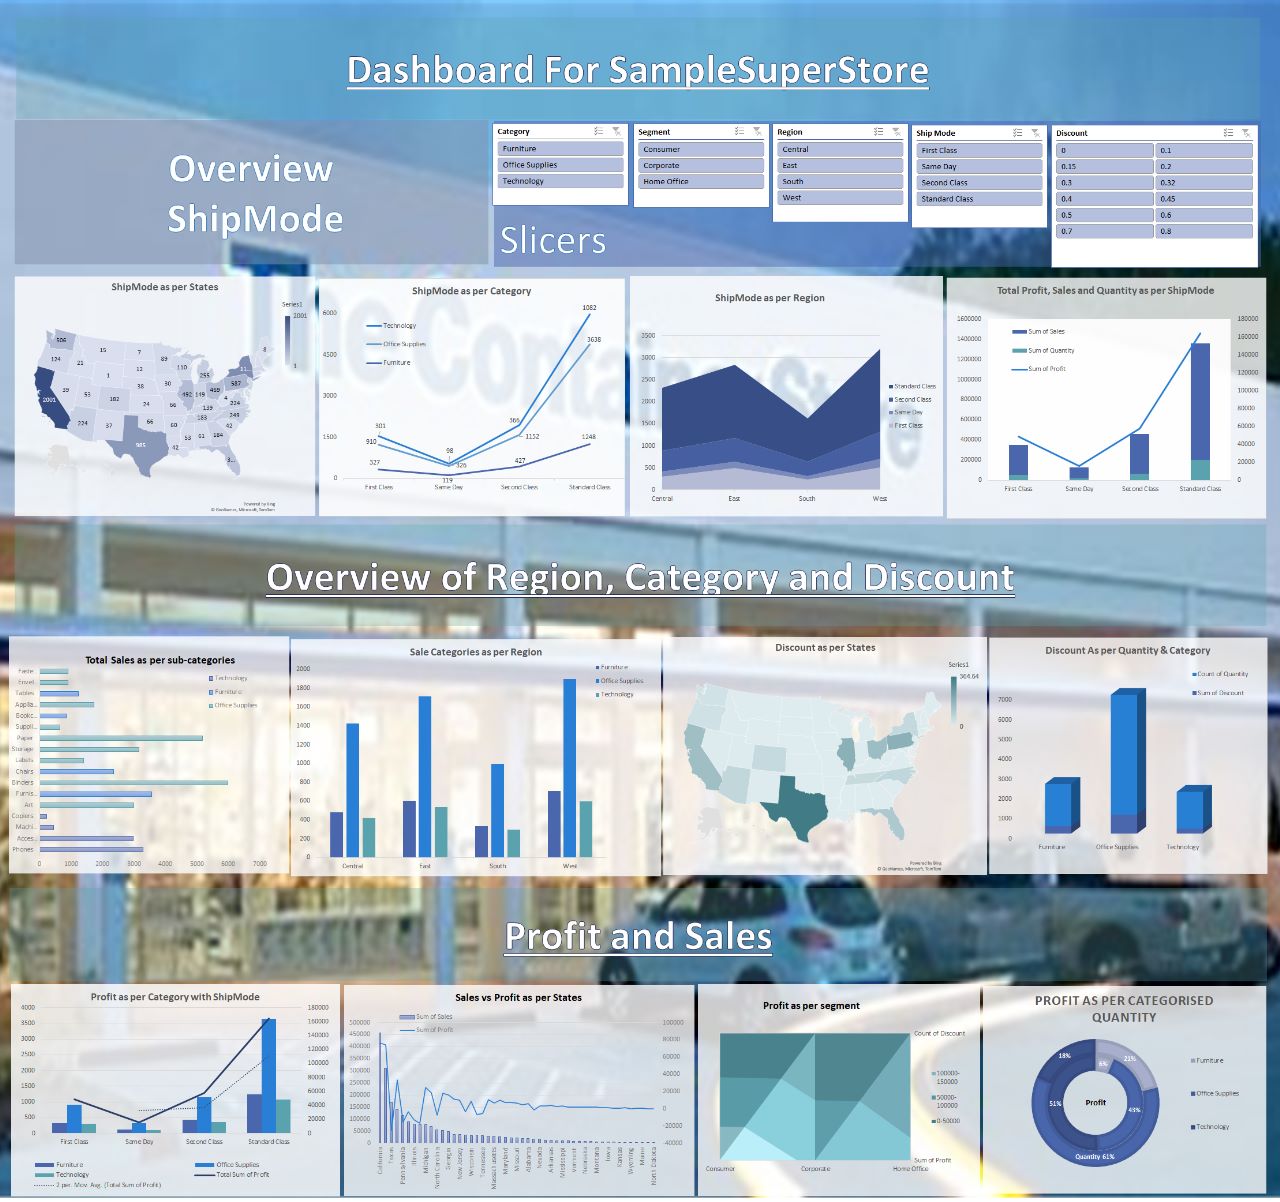 Dashboard For SampleSuperStore
Overview
ShipMode
Category
Furniture
Office Supplies
Technology
Segment
Consumer
Corporate
Home Office
Region
Central
East
South
West
Ship Mode
First Class
Same Day
Second Class
Standard Class
Discount
0 0.1
0.15 0.2
0.3 0.32
0.4 0.45
0.5 0.6
0.7 0.8
Slicers
ShipMode as per States
Series1
2001
1
506
124
15
7
8
21
89
110
11...
1
12
255
39
53
182
38
30
492 149 469
587
2001
24
66
139
4
224
224
37
66
60
183
249
42
985
53 61 184
42
3...
Powered by Bing
© GeoNames, Microsoft, TomTom
ShipMode as per Category
Technology
Office Supplies
Furniture
6000
4500
3000
1500
0
301
910
327
98
326
119
366
1152
427
1082
3638
1248
First Class Same Day Second Class Standard Class
ShipMode as per Region
3500
3000
2500
2000
1500
1000
500
0
Central East South West
Standard Class
Second Class
Same Day
First Class
Total Profit, Sales and Quantity as per ShipMode
Sum of Sales
Sum of Quantity
Sum of Profit
1600000
1400000
1200000
1000000
800000
600000
400000
200000
0
180000
160000
140000
120000
100000
80000
60000
40000
20000
0
First Class Same Day Second Class Standard Class
Overview of Region, Category and Discount
Total Sales as per sub-categories
Technology
Furniture
Office Supplies
Faste..
Envel..
Tables
Applia..
Bookc..
Suppli..
Paper
Storage
Labels
Chairs
Binders
Furnis..
Art
Copiers
Machi..
Acces..
Phones
0 1000 2000 3000 4000 5000 6000 7000
Sale Categories as per Region
Furniture
Office Supplies
Technology
2000
1800
1600
1400
1200
1000
800
600
400
200
0
Central East South West
Discount as per States
Series1
364.64
0
Powered by Bing
© GeoNames, Microsoft, TomTom
Discount As per Quantity & Category
Count of Quantity
Sum of Discount
7000
6000
5000
4000
3000
2000
1000
0
Furniture Office Supplies Technology
Profit and Sales
Profit as per Category with ShipMode
4000
3500
3000
2500
2000
1500
1000
500
0
180000
160000
140000
120000
100000
80000
60000
40000
20000
0
First Class Same Day Second Class Standard Class
Furniture Office Supplies
Technology Total Sum of Profit
2 per. Mov. Avg. (Total Sum of Profit)
Sales vs Profit as per States
Sum of Sales
Sum of Profit
500000
450000
400000
350000
300000
250000
200000
150000
100000
50000
0
100000
80000
60000
40000
20000
0
-20000
-40000
California
Texas
Pennsylvania
Illinois
Michigan
North Carolina
Georgia
New Jersey
Wisconsin
Tennessee
Massachusetts
Maryland
Missouri
Alabama
Nevada
Arkansas
Mississippi
Vermont
Nebraska
Montana
Iowa
Kansas
Wyoming
Maine
North Dakota
Profit as per segment
Count of Discount
100000-
150000
50000-
100000
0-50000
Sum of Profit
Consumer Corporate Home Office
PROFIT AS PER CATEGORISED
QUANTITY
18%
21%
6%
51%
Profit
43%
Quantity 61%
Furniture
Office Supplies
Technology